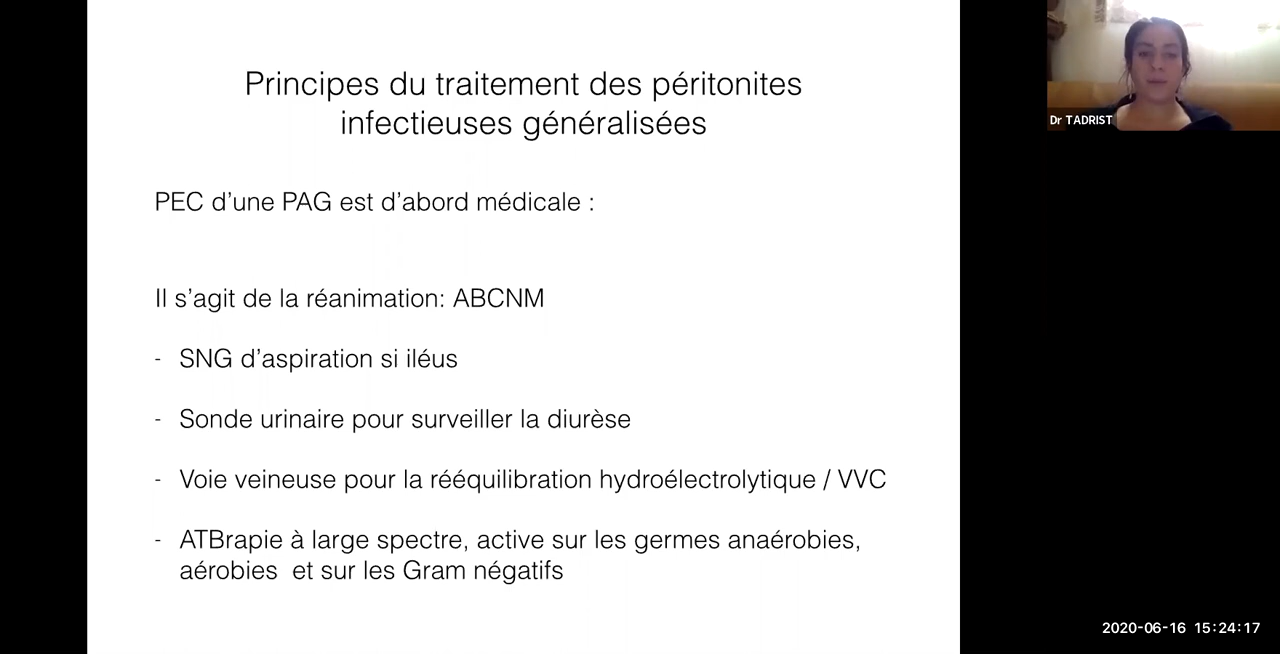 Principes du traitement des péritonites
infectieuses généralisées
PEC d’une PAG est d’abord médicale :
Il s’agit de la réanimation: ABCNM
- SNG d’aspiration si iléus
- Sonde urinaire pour surveiller la diurèse
- Voie veineuse pour la rééquilibration hydroélectrolytique / VVC
- ATBrapie à large spectre, active sur les germes anaérobies,
aérobies et sur les Gram négatifs
Dr TADRIST
2020-06-16 15:24:17